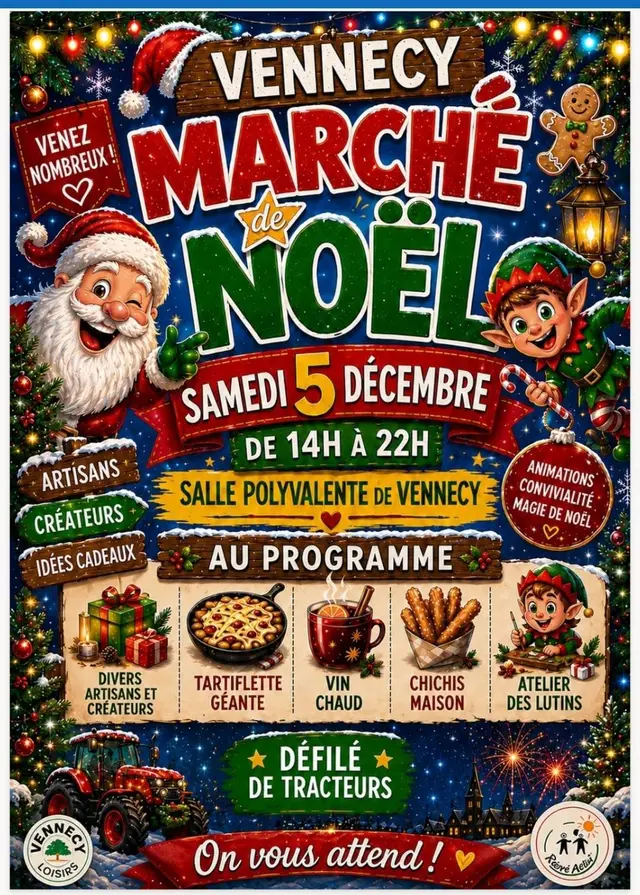 VENNECY
MARCHÉ
de
NOËL
VENEZ
NOMBREUX !
SAMEDI 5 DÉCEMBRE
DE 14H À 22H
SALLE POLYVALENTE DE VENNECY
ARTISANS
CRÉATEURS
IDÉES CADEAUX
ANIMATIONS
CONVIVIALITÉ
MAGIE DE NOËL
AU PROGRAMME
DIVERS
ARTISANS ET
CRÉATEURS
TARTIFLETTE
GÉANTE
VIN
CHAUD
CHICHIS
MAISON
ATELIER
DES LUTINS
DÉFILÉ
DE TRACTEURS
VENNECY
LOISIRS
On vous attend !